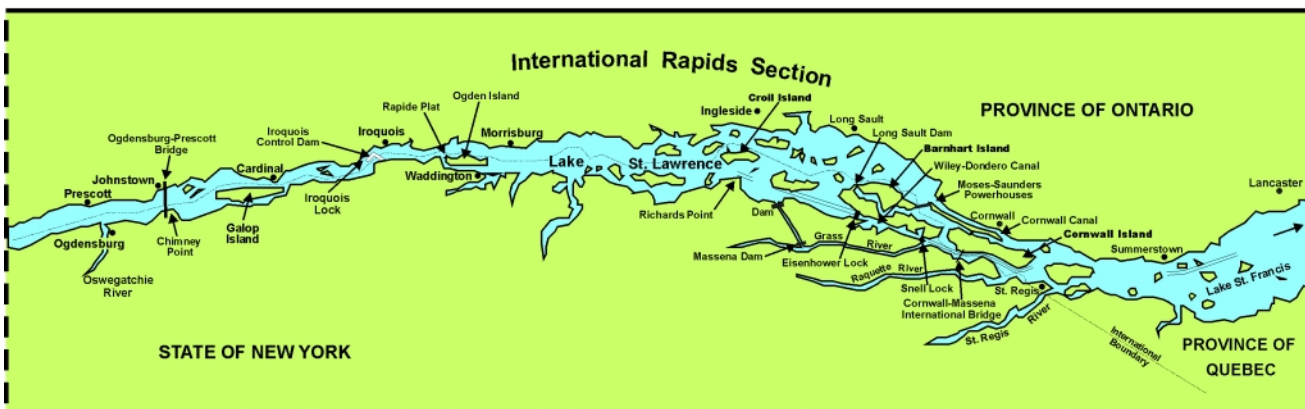 International Rapids Section
Croil Island
Ogden Island
Ingleside
PROVINCE OF ONTARIO
Rapide Plat
Long Sault
Ogdensburg-Prescott
Bridge
Iroquois
Control Dam
Iroquois
Morrisburg
Long Sault Dam
Barnhart Island
Wiley-Dondero Canal
Lake
St. Lawrence
Cardinal
Waddington
Moses-Saunders
Powerhouses
Johnstown
Prescott
Lancaster
Iroquois
Lock
Richards Point
Dam
Cornwall
Cornwall Canal
Galop
Island
Chimney
Point
Ogdensburg
Grass
River
Cornwall Island
Summerstown
Massena Dam
Eisenhower Lock
Oswegatchie
River
Raquette River
Snell Lock
St. Regis
Lake St. Francis
Cornwall-Massena
International Bridge
St. Regis River
International
Boundary
STATE OF NEW YORK
PROVINCE OF
QUEBEC